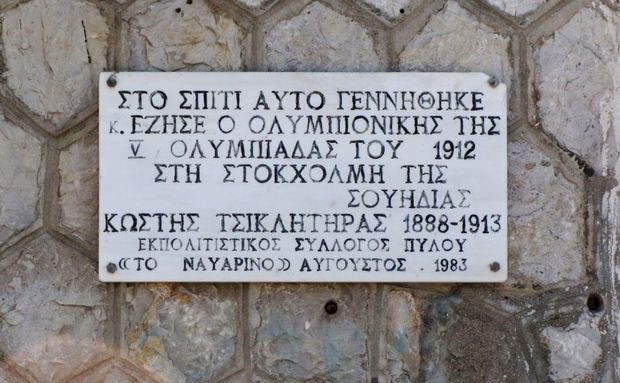 ΣΤΟ ΣΠΙΤΙ ΑΥΤΟ ΓΕΝΝΗΘΗΚΕ
κ. ΕΖΗΣΕ Ο ΟΛΥΜΠΙΟΝΙΚΗΣ ΤΗΣ
V ΟΛΥΜΠΙΑΔΑΣ ΤΟΥ 1912
ΣΤΗ ΣΤΟΚΧΟΛΜΗ ΤΗΣ
ΣΟΥΗΔΙΑΣ
ΚΩΣΤΗΣ ΤΣΙΚΛΗΤΗΡΑΣ 1888-1913
ΕΚΠΟΛΙΤΙΣΤΙΚΟΣ ΣΥΛΛΟΓΟΣ ΠΥΛΟΥ
«ΤΟ ΝΑΥΑΡΙΝΟ» ΑΥΓΟΥΣΤΟΣ 1983